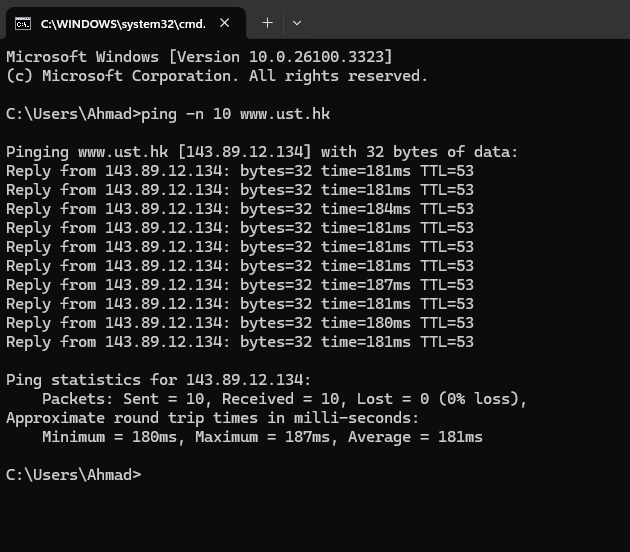 C:\WINDOWS\system32\cmd.
Microsoft Windows [Version 10.0.26100.3323]
(c) Microsoft Corporation. All rights reserved.
C:\Users\Ahmad>ping -n 10 www.ust.hk
Pinging www.ust.hk [143.89.12.134] with 32 bytes of data:
Reply from 143.89.12.134: bytes=32 time=181ms TTL=53
Reply from 143.89.12.134: bytes=32 time=181ms TTL=53
Reply from 143.89.12.134: bytes=32 time=184ms TTL=53
Reply from 143.89.12.134: bytes=32 time=181ms TTL=53
Reply from 143.89.12.134: bytes=32 time=181ms TTL=53
Reply from 143.89.12.134: bytes=32 time=181ms TTL=53
Reply from 143.89.12.134: bytes=32 time=187ms TTL=53
Reply from 143.89.12.134: bytes=32 time=181ms TTL=53
Reply from 143.89.12.134: bytes=32 time=180ms TTL=53
Reply from 143.89.12.134: bytes=32 time=181ms TTL=53
Ping statistics for 143.89.12.134:
    Packets: Sent = 10, Received = 10, Lost = 0 (0% loss),
Approximate round trip times in milli-seconds:
    Minimum = 180ms, Maximum = 187ms, Average = 181ms
C:\Users\Ahmad>